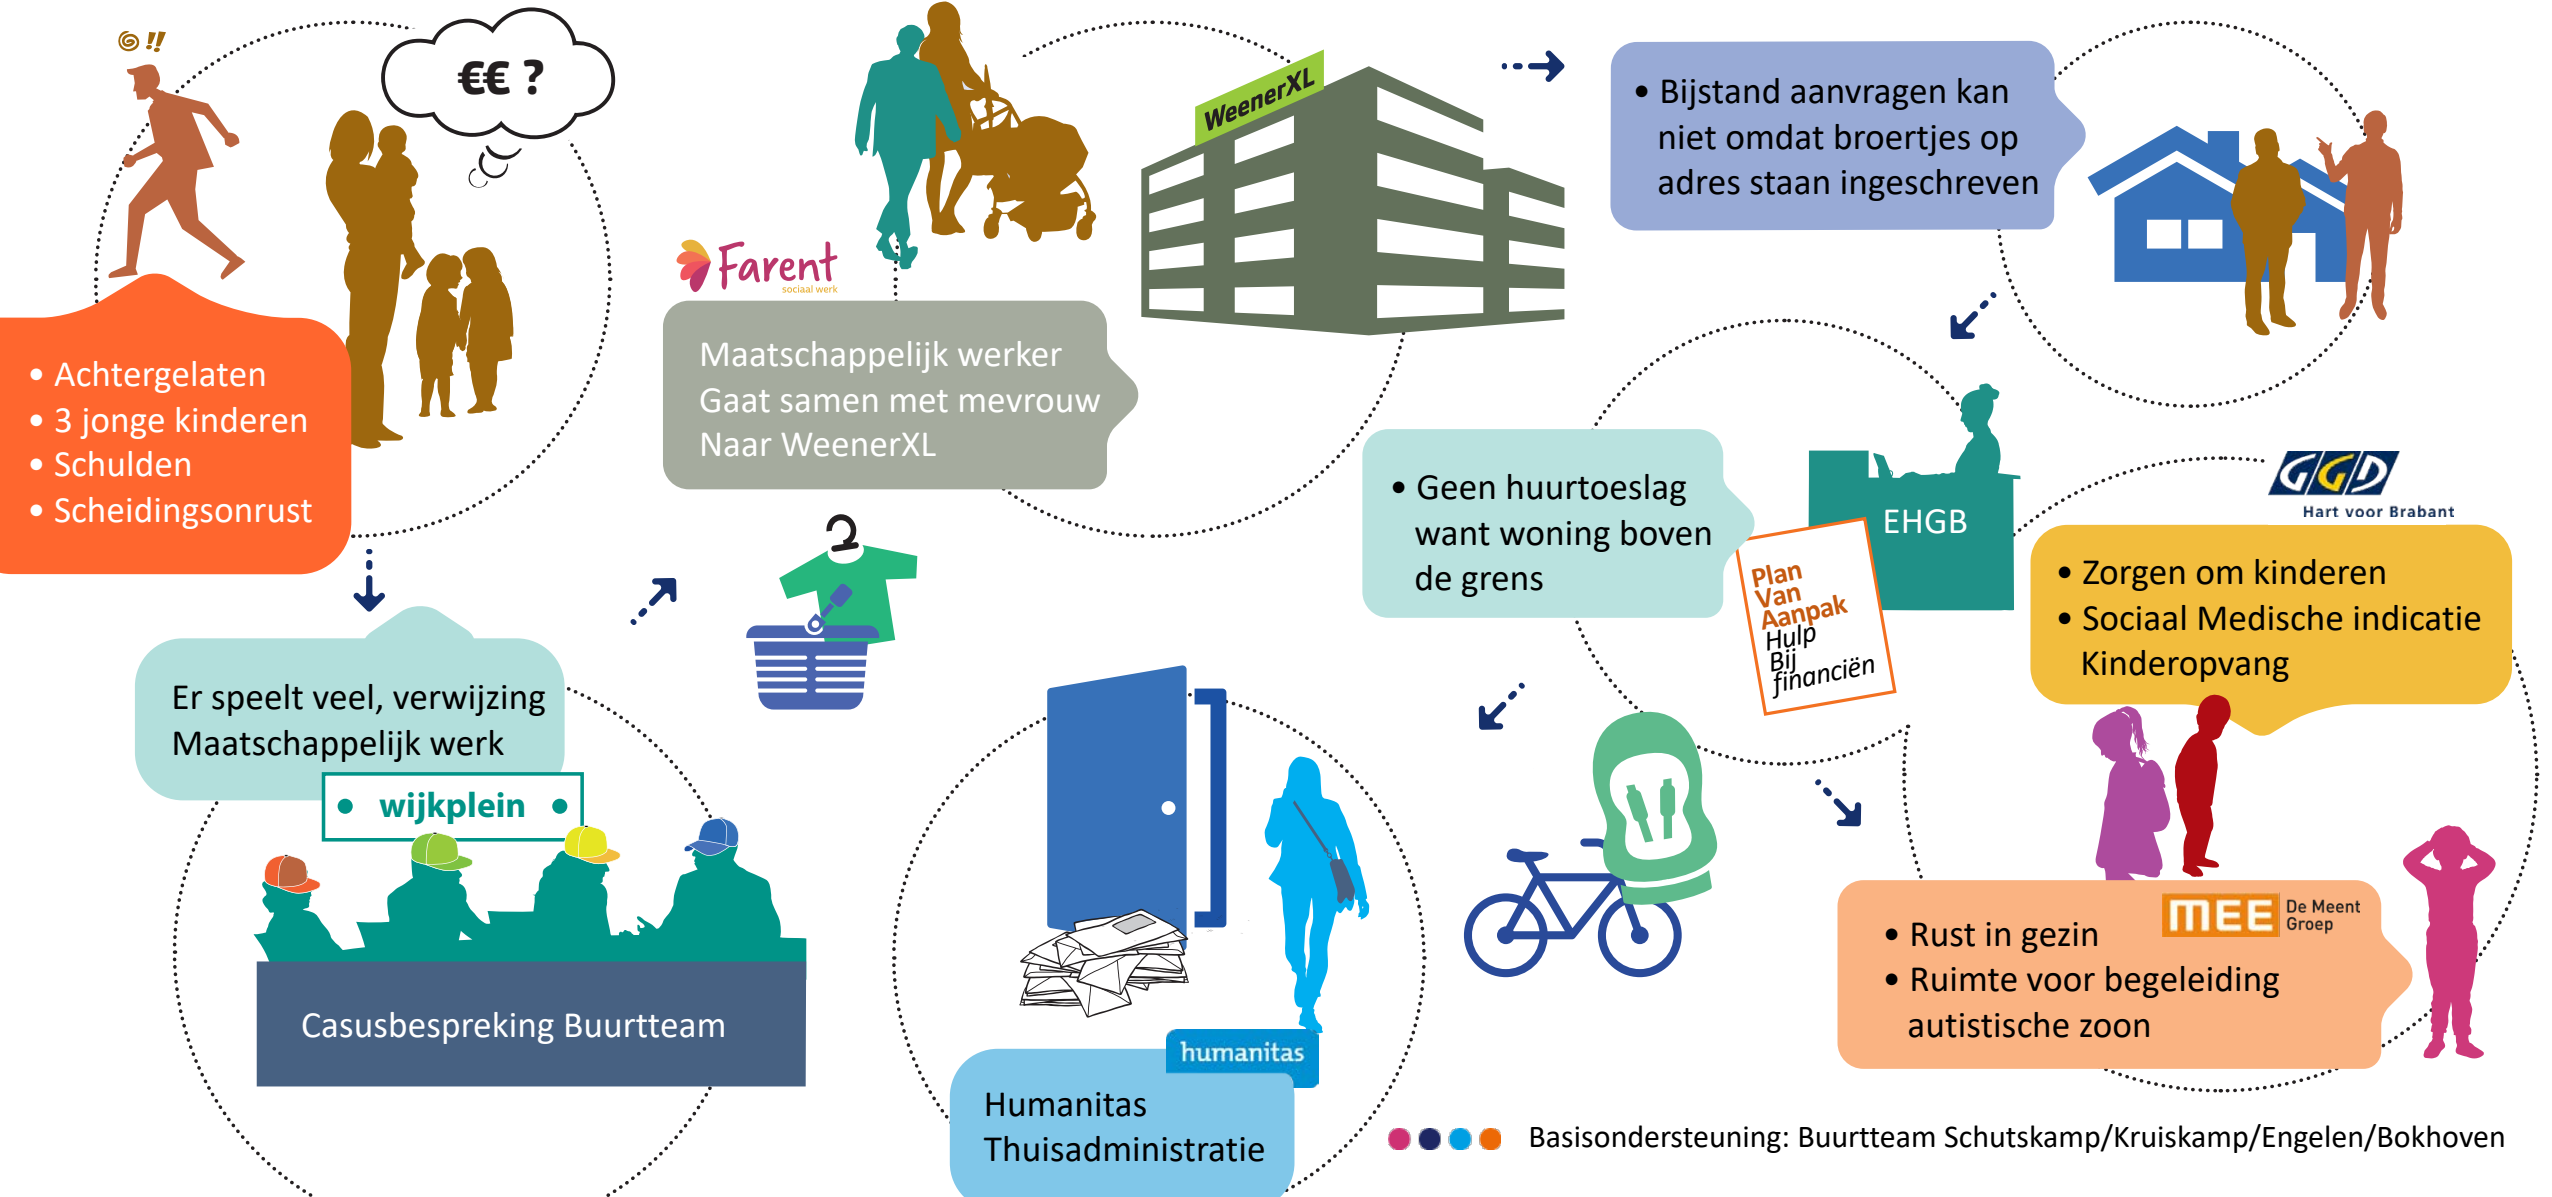 !!
€€ ?
• Achtergelaten
• 3 jonge kinderen
• Schulden
• Scheidingsonrust
Er speelt veel, verwijzing
Maatschappelijk werk
wijkplein
Casusbespreking Buurtteam
Farent
sociaal werk
Maatschappelijk werker
Gaat samen met mevrouw
Naar WeenerXL
WeenerXL
• Bijstand aanvragen kan
niet omdat broertjes op
adres staan ingeschreven
• Geen huurtoeslag
want woning boven
de grens
EHGB
Plan
Van
Aanpak
Hulp
Bij
financiën
humanitas
Humanitas
Thuisadministratie
GGD
Hart voor Brabant
• Zorgen om kinderen
• Sociaal Medische indicatie
Kinderopvang
MEE De Meent
Groep
• Rust in gezin
• Ruimte voor begeleiding
autistische zoon
Basisondersteuning: Buurtteam Schutskamp/Kruiskamp/Engelen/Bokhoven